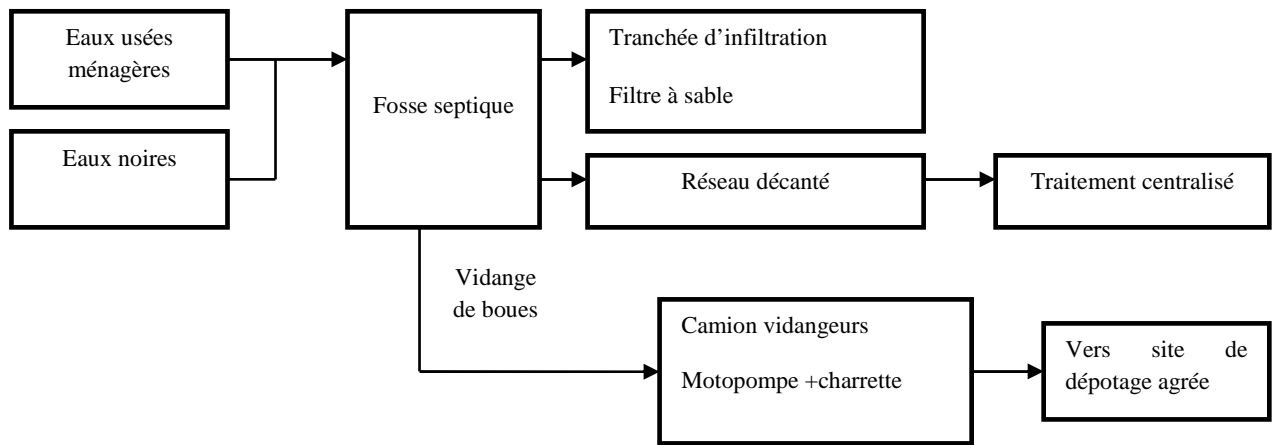 Eaux usées
ménagères
Eaux noires
Fosse septique
Tranchée d’infiltration
Filtre à sable
Réseau décanté
Traitement centralisé
Vidange
de boues
Camion vidangeurs
Motopompe +charrette
Vers site de
dépotage agrée